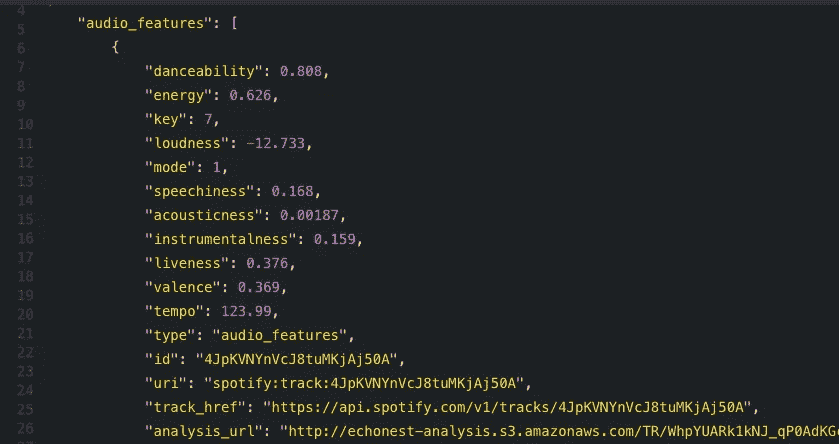 4
5 "audio_features": [
6 {
7 "danceability": 0.808,
8 "energy": 0.626,
9 "key": 7,
10 "loudness": -12.733,
11 "mode": 1,
12 "speechiness": 0.168,
13 "acousticness": 0.00187,
14 "instrumentalness": 0.159,
15 "liveness": 0.376,
16 "valence": 0.369,
17 "tempo": 123.99,
18 "type": "audio_features",
19 "id": "4JpKVNYnVcJ8tuMKjAj50A",
20 "uri": "spotify:track:4JpKVNYnVcJ8tuMKjAj50A",
21 "track_href": "https://api.spotify.com/v1/tracks/4JpKVNYnVcJ8tuMKjAj50A",
22 "analysis_url": "http://echonest-analysis.s3.amazonaws.com/TR/WhpYUARk1kNJ_qP0AdKG
23
24
25
26